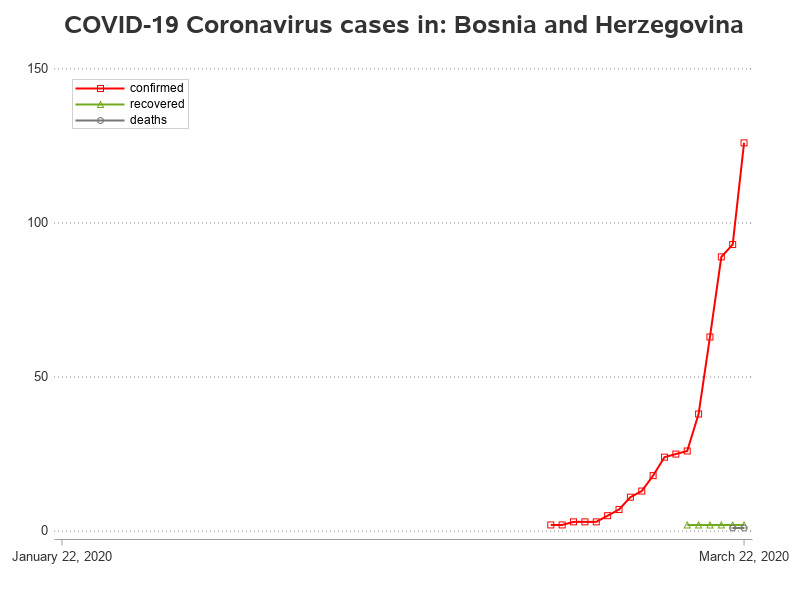 COVID-19 Coronavirus cases in: Bosnia and Herzegovina
150
confirmed
recovered
deaths
100
50
0
January 22, 2020
March 22, 2020